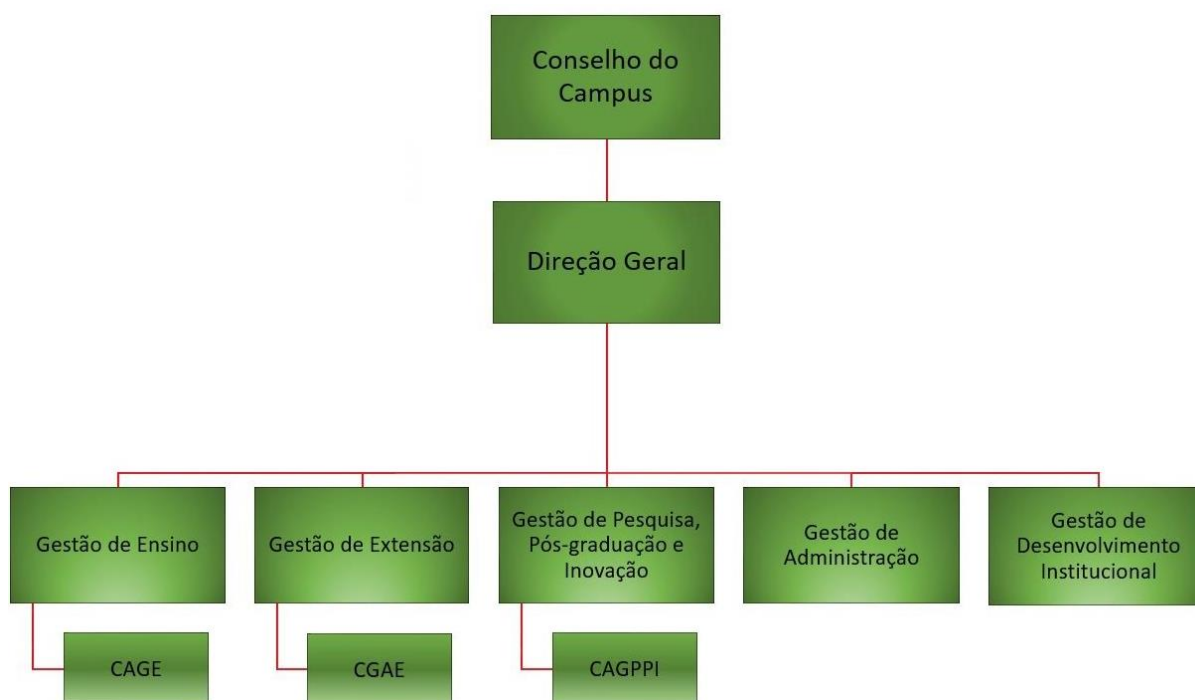 Conselho do
Campus
Direção Geral
Gestão de Ensino
Gestão de Extensão
Gestão de Pesquisa,
Pós-graduação e
Inovação
Gestão de
Administração
Gestão de
Desenvolvimento
Institucional
CAGE
CGAE
CAGPPI